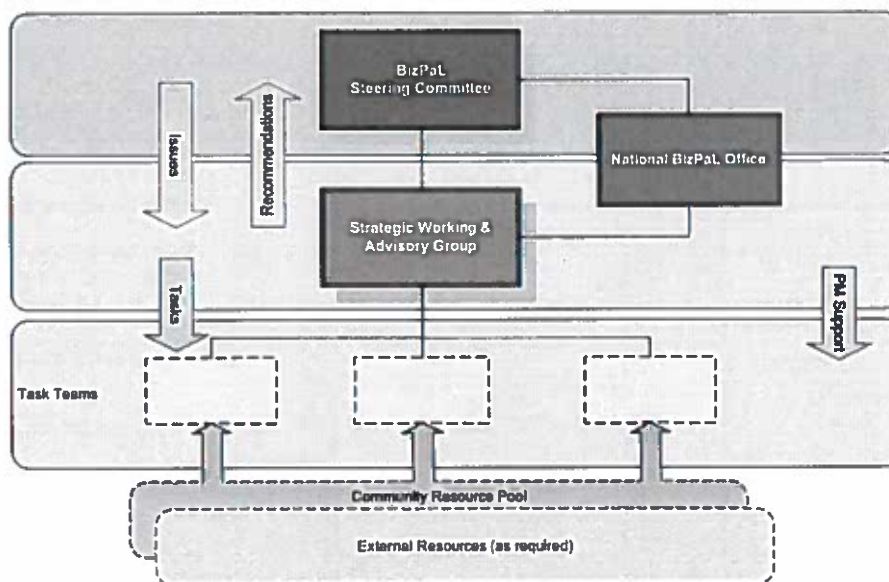 BizPaL
Steering Committee
Issues
Recommendations
National BizPaL Office
Strategic Working &
Advisory Group
Tasks
PM Support
Task Teams
Community Resource Pool
External Resources (as required)